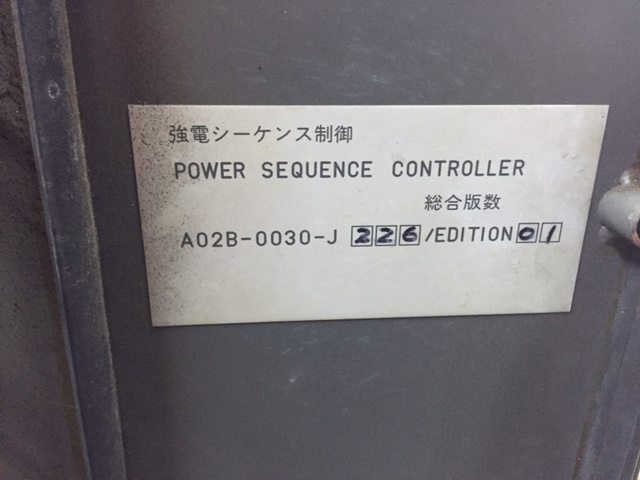 強電シーケンス制御
POWER SEQUENCE CONTROLLER
総合版数
A02B-0030-J 226/EDITION 01